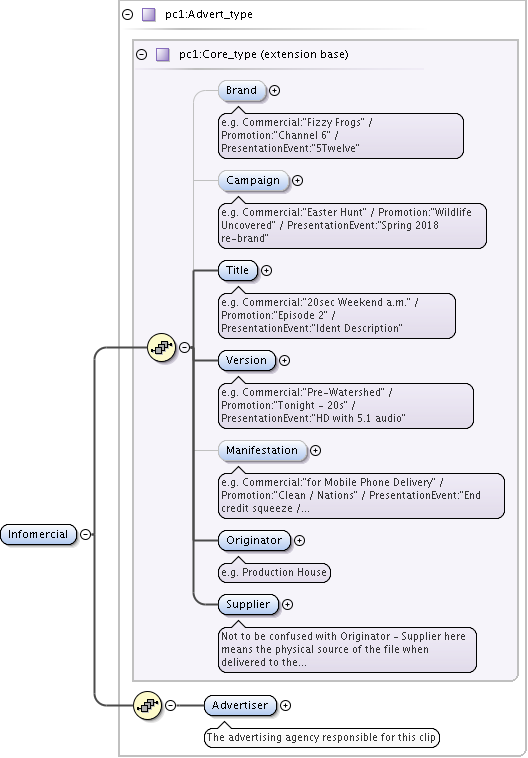 pc1:Advert_type
pc1:Core_type (extension base)
Brand
e.g. Commercial:"Fizzy Frogs" /
Promotion:"Channel 6" /
PresentationEvent:"5Twelve"
Campaign
e.g. Commercial:"Easter Hunt" / Promotion:"Wildlife
Uncovered" / PresentationEvent:"Spring 2018
re-brand"
Title
e.g. Commercial:"20sec Weekend a.m." /
Promotion:"Episode 2" /
PresentationEvent:"Ident Description"
Version
e.g. Commercial:"Pre-Watershed" /
Promotion:"Tonight - 20s" /
PresentationEvent:"HD with 5.1 audio"
Manifestation
e.g. Commercial:"for Mobile Phone Delivery" /
Promotion:"Clean / Nations" / PresentationEvent:"End
credit squeeze /...
Infomercial
Originator
e.g. Production House
Supplier
Not to be confused with Originator - Supplier here
means the physical source of the file when
delivered to the...
Advertiser
The advertising agency responsible for this clip